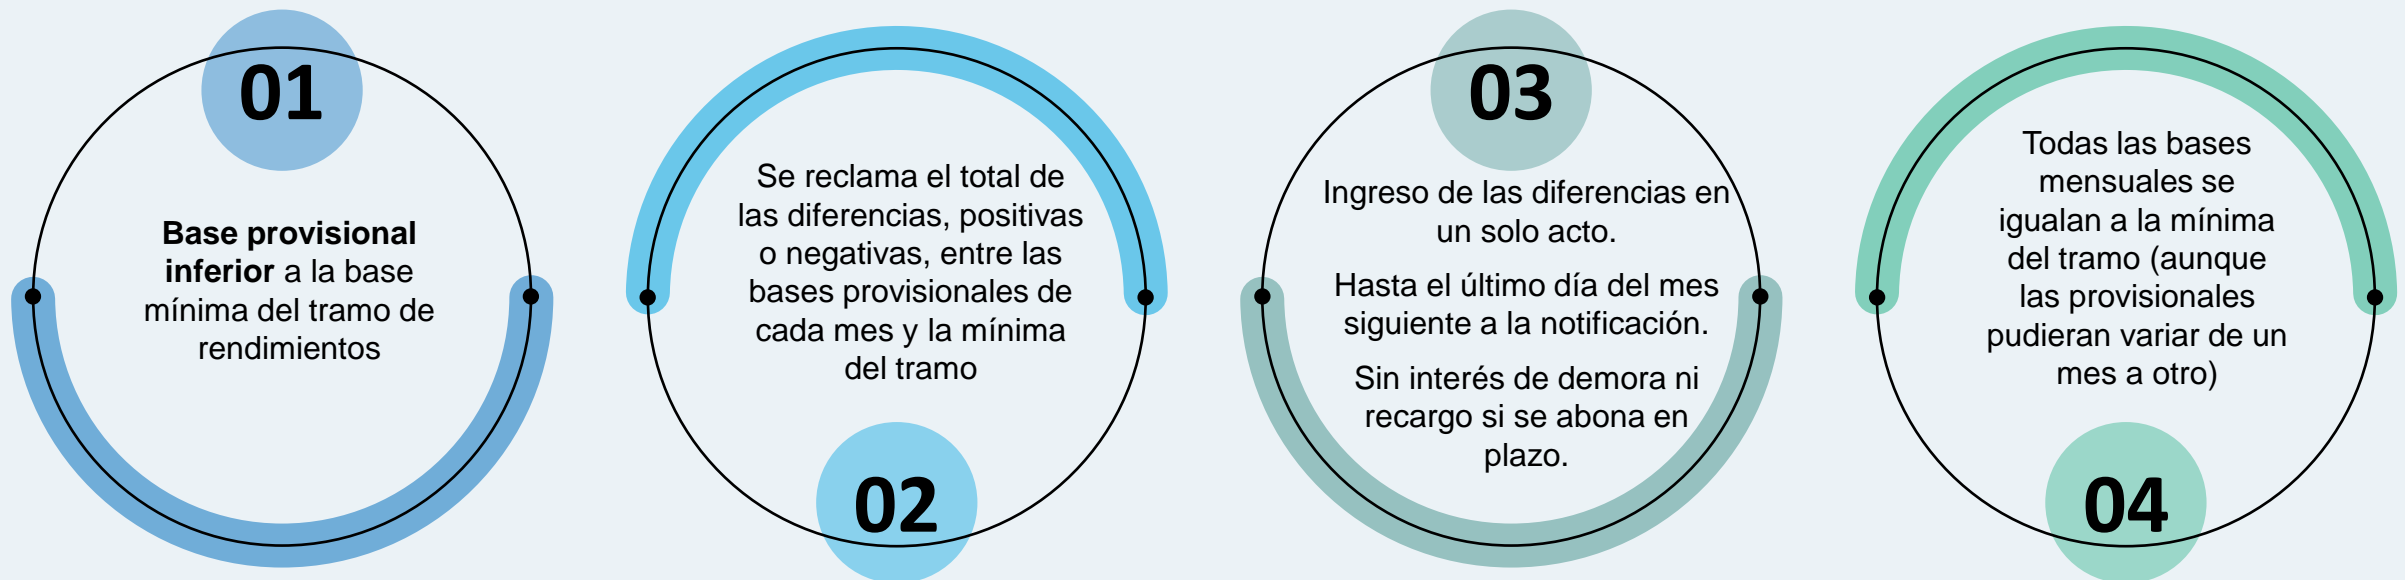 01
Base provisional
inferior a la base
mínima del tramo de
rendimientos
Se reclama el total de
las diferencias, positivas
o negativas, entre las
bases provisionales de
cada mes y la mínima
del tramo
02
03
Ingreso de las diferencias en
un solo acto.
Hasta el último día del mes
siguiente a la notificación.
Sin interés de demora ni
recargo si se abona en
plazo.
Todas las bases
mensuales se
igualan a la mínima
del tramo (aunque
las provisionales
pudieran variar de un
mes a otro)
04